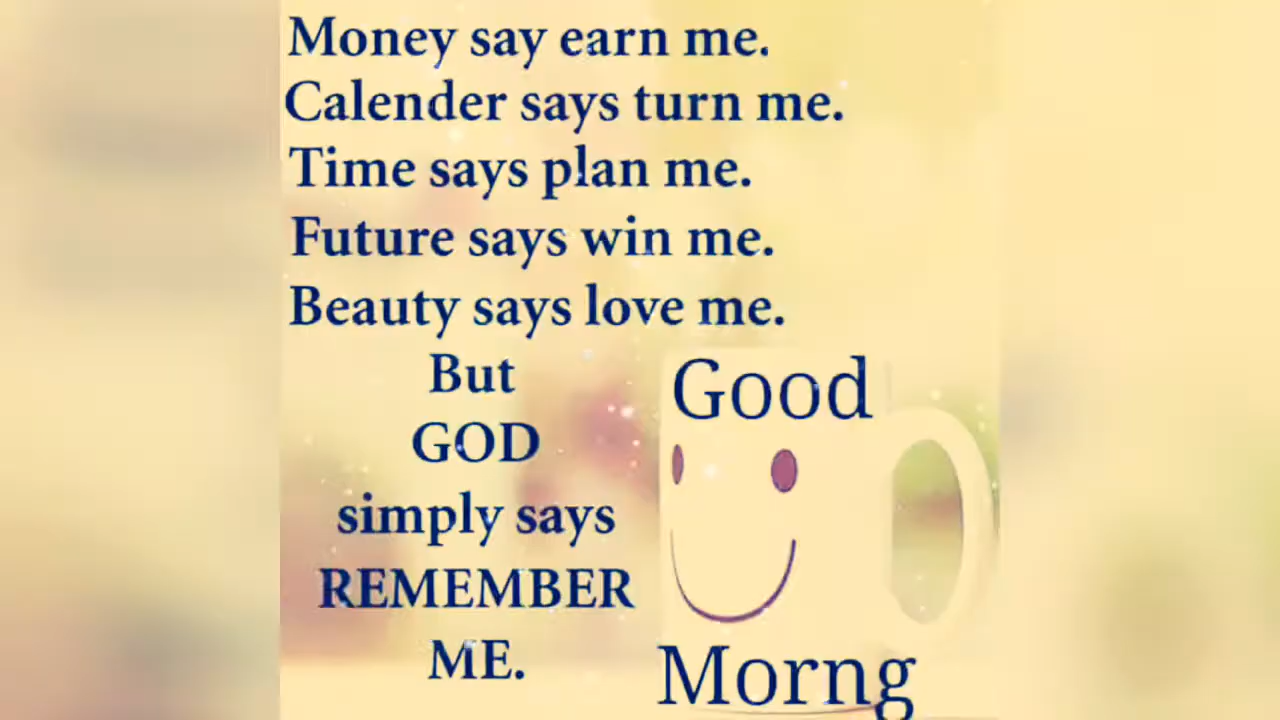 Money say earn me.
Calender says turn me.
Time says plan me.
Future says win me.
Beauty says love me.
But
GOD
simply says
REMEMBER
ME.
Good
Morng